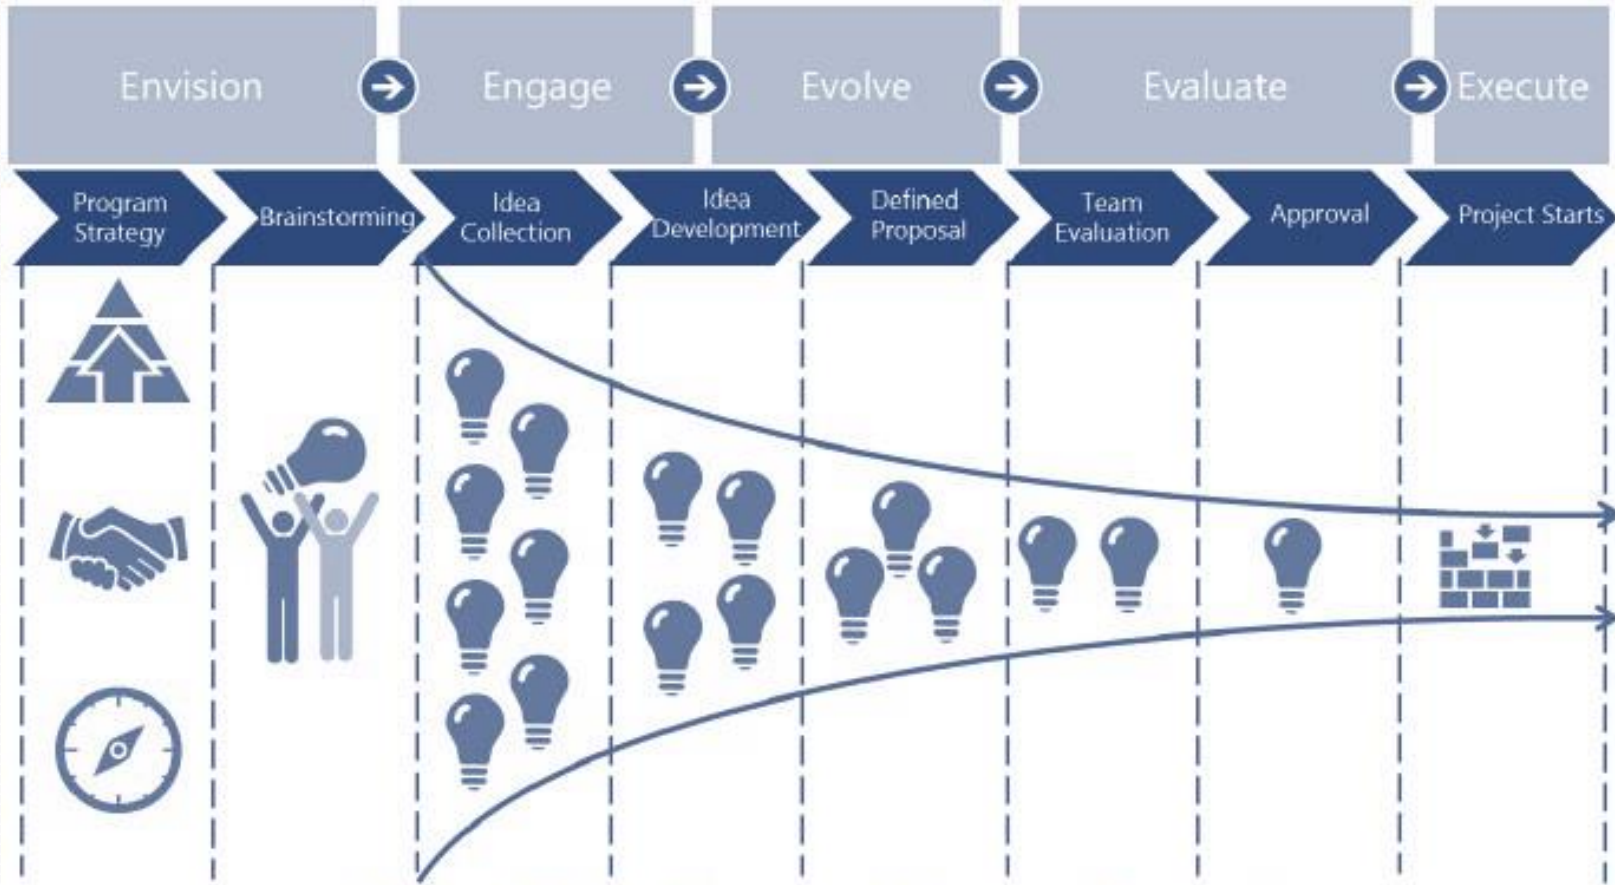 Envision
Engage
Evolve
Evaluate
Execute
Program
Strategy
Brainstorming
Idea
Collection
Idea
Development
Defined
Proposal
Team
Evaluation
Approval
Project Starts